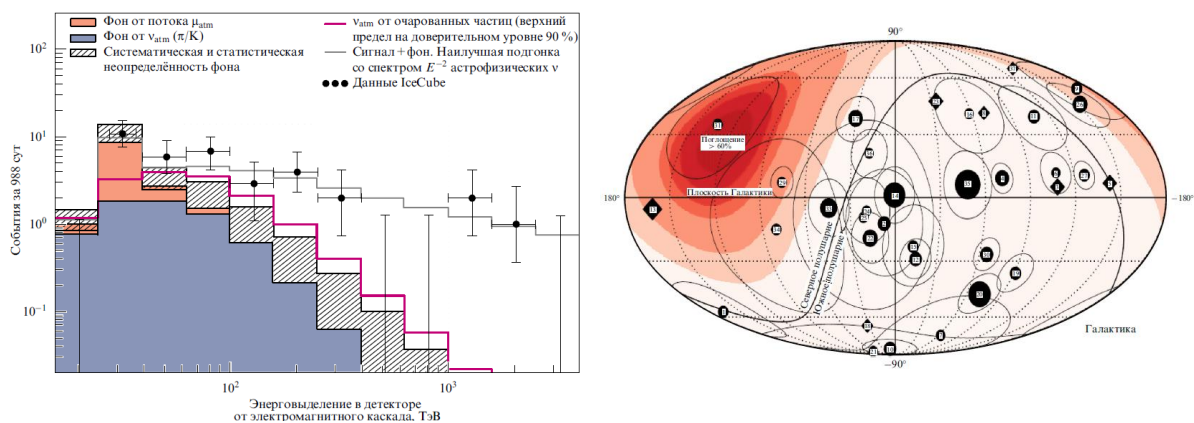 Фон от потока μatm
Фон от νatm (π/K)
Систематическая и статистическая
неопределённость фона
νatm от очарованных частиц (верхний
предел на доверительном уровне 90 %)
Сигнал + фон. Наилучшая подгонка
со спектром E⁻² астрофизических ν
Данные IceCube
События за 988 сут
10²
10¹
10⁰
10⁻¹
10²
10³
Энерговыделение в детекторе
от электромагнитного каскада, ТэВ
90°
Поглощение
> 60%
Плоскость Галактики
180°
−180°
Северное полушарие
Южное полушарие
Галактика
−90°